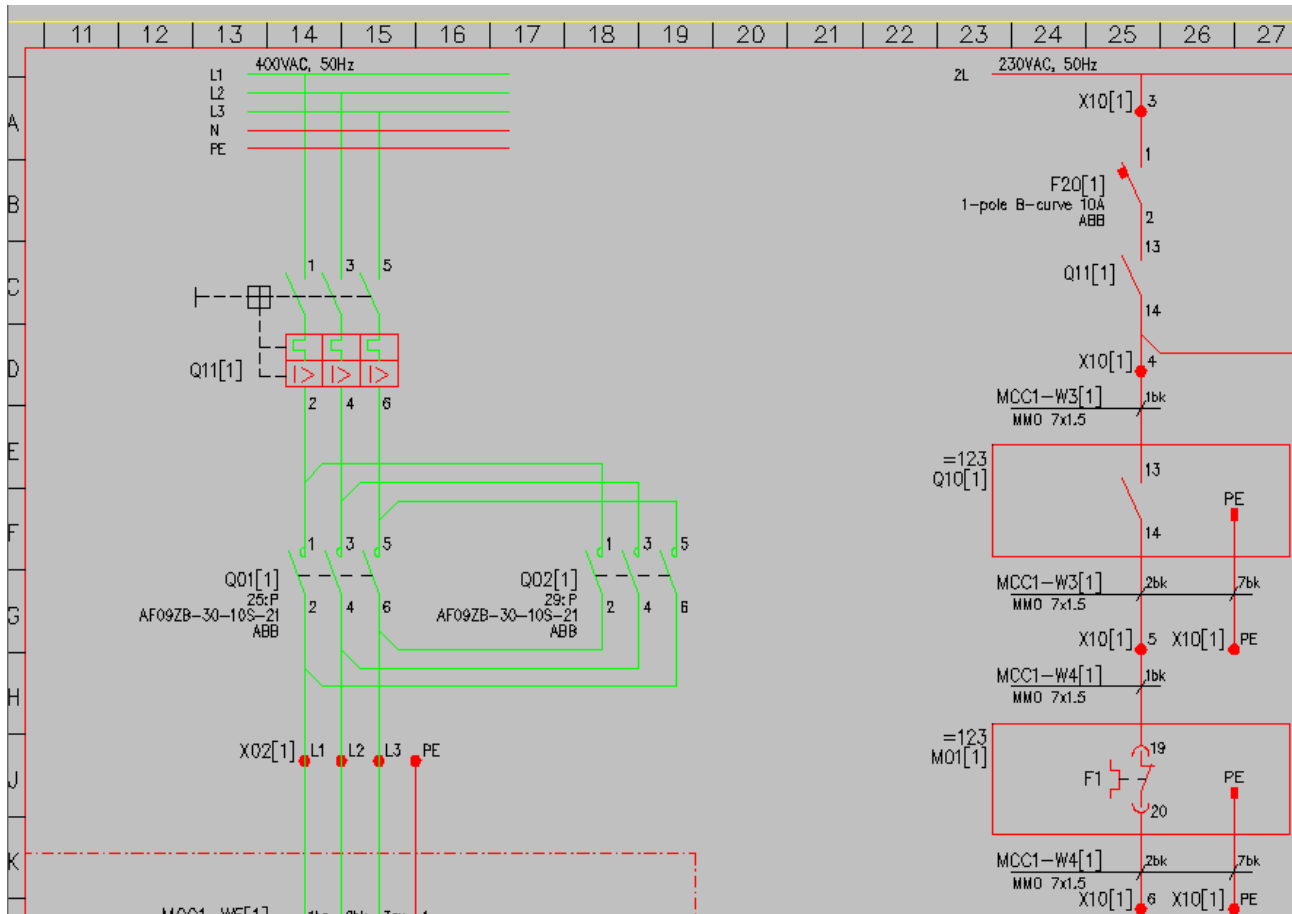 11 12 13 14 15 16 17 18 19 20 21 22 23 24 25 26 27
400VAC, 50Hz
L1
L2
L3
N
PE
2L 230VAC, 50Hz
X10[1] 3
A
B
C
D
E
F
G
H
J
K
1
F20[1]
1-pole B-curve 10A
ABB
2
13
Q11[1]
14
X10[1] 4
MCC1-W3[1] 1bk
MMO 7x1.5
1 3 5
Q11[1]
2 4 6
=123
Q10[1]
13
14
PE
1 3 5
Q01[1]
25:P
AF09ZB-30-10S-21
ABB
2 4 6
1 3 5
Q02[1]
29:P
AF09ZB-30-10S-21
ABB
2 4 6
MCC1-W3[1] 2bk 7bk
MMO 7x1.5
X10[1] 5 X10[1] PE
MCC1-W4[1] 1bk
MMO 7x1.5
X02[1] L1 L2 L3 PE
=123
M01[1]
19
F1
20
PE
MCC1-W4[1] 2bk 7bk
MMO 7x1.5
X10[1] 6 X10[1] PE